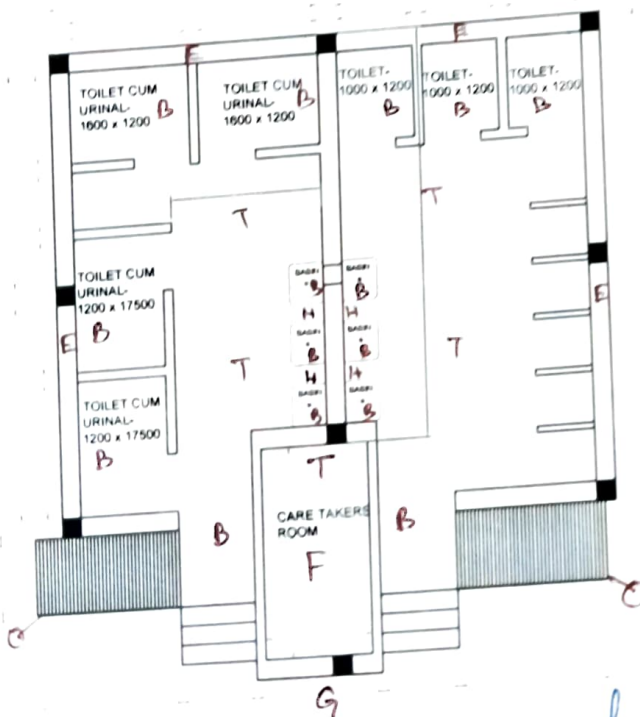 E
E
TOILET CUM
URINAL-
1600 x 1200 B
TOILET CUM
URINAL-
1600 x 1200
B
TOILET-
1000 x 1200
B
TOILET-
1000 x 1200
B
TOILET-
1000 x 1200
B
T
T
TOILET CUM
URINAL-
1200 x 17500
B
E
E
B
B
H
H
T
T
B
B
H
H
B
B
TOILET CUM
URINAL-
1200 x 17500
B
T
CARE TAKERS
ROOM
B
B
F
C
C
G